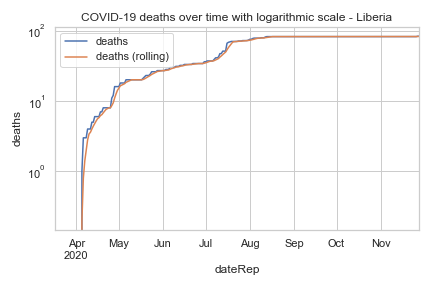 COVID-19 deaths over time with logarithmic scale - Liberia
deaths
deaths (rolling)
10²
10¹
10⁰
deaths
Apr May Jun Jul Aug Sep Oct Nov
2020
dateRep